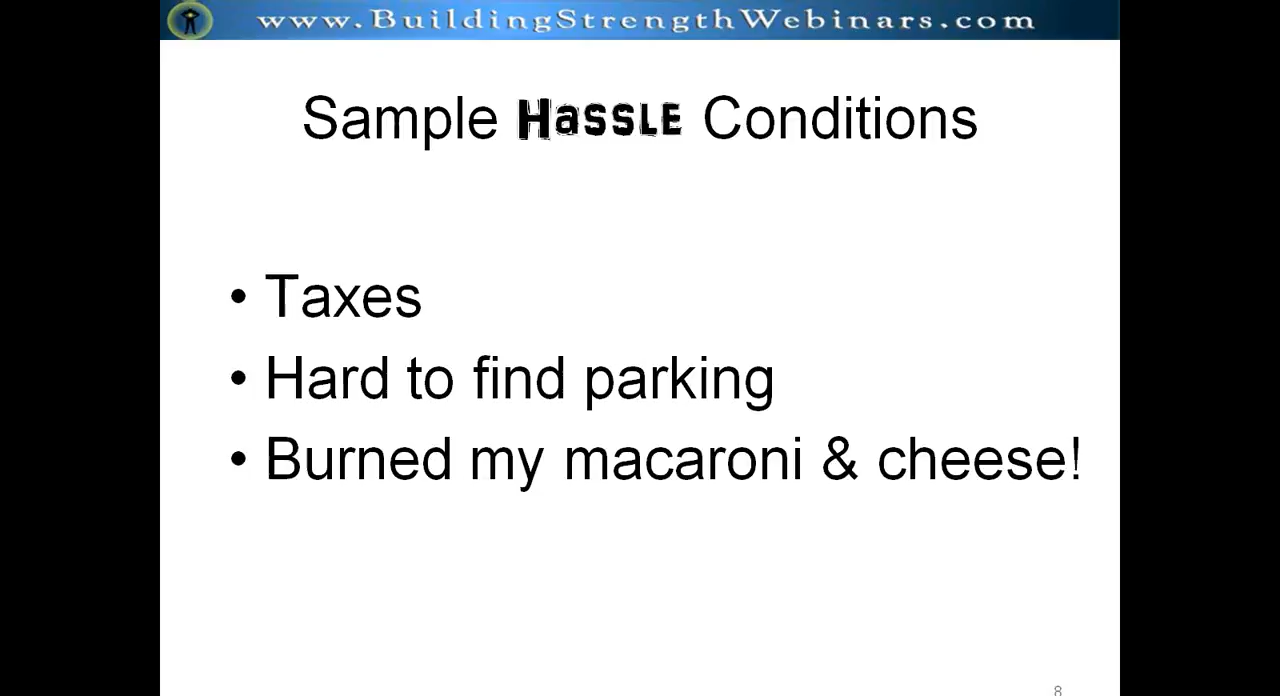 www.BuildingStrengthWebinars.com
Sample Hassle Conditions
• Taxes
• Hard to find parking
• Burned my macaroni & cheese!
8